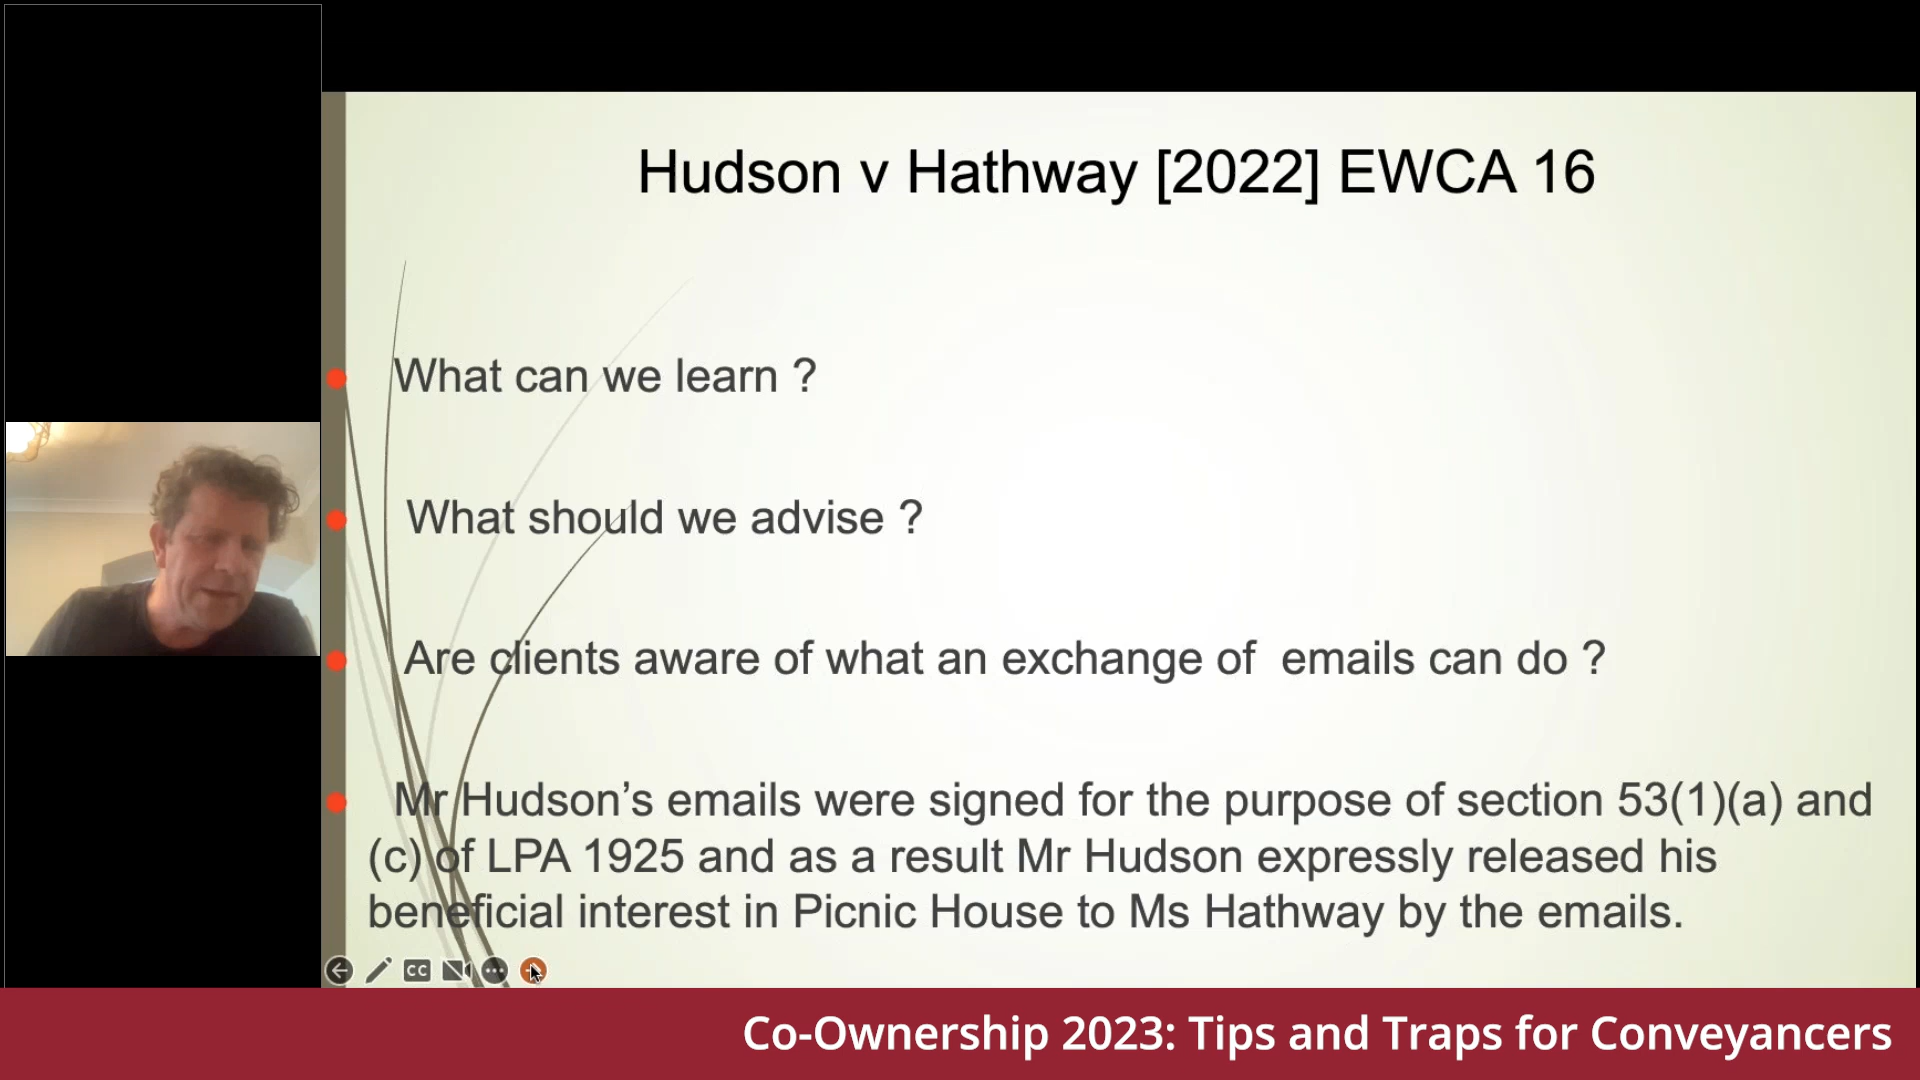 Hudson v Hathway [2022] EWCA 16
What can we learn ?
What should we advise ?
Are clients aware of what an exchange of  emails can do ?
Mr Hudson’s emails were signed for the purpose of section 53(1)(a) and
(c) of LPA 1925 and as a result Mr Hudson expressly released his
beneficial interest in Picnic House to Ms Hathway by the emails.
CC
Co-Ownership 2023: Tips and Traps for Conveyancers